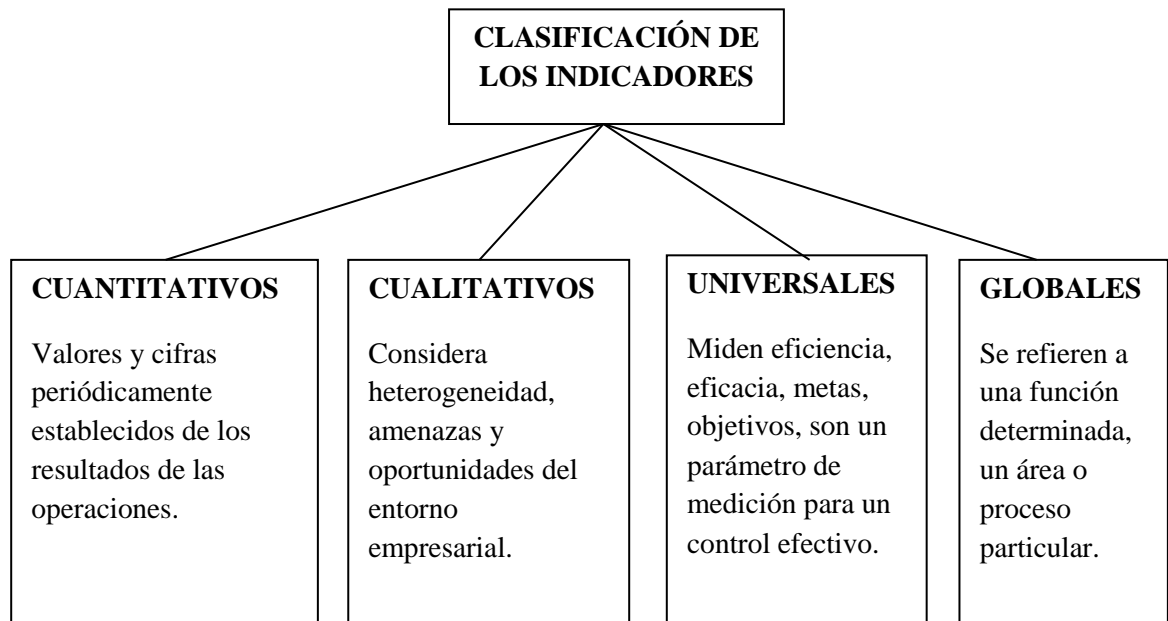 CLASIFICACIÓN DE
LOS INDICADORES
CUANTITATIVOS
Valores y cifras
periódicamente
establecidos de los
resultados de las
operaciones.
CUALITATIVOS
Considera
heterogeneidad,
amenazas y
oportunidades del
entorno
empresarial.
UNIVERSALES
Miden eficiencia,
eficacia, metas,
objetivos, son un
parámetro de
medición para un
control efectivo.
GLOBALES
Se refieren a
una función
determinada,
un área o
proceso
particular.